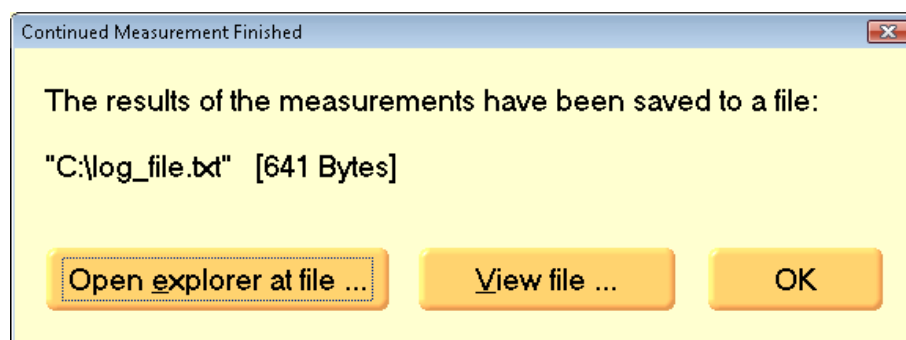 Continued Measurement Finished
The results of the measurements have been saved to a file:
"C:\log_file.txt" [641 Bytes]
Open explorer at file ... View file ... OK